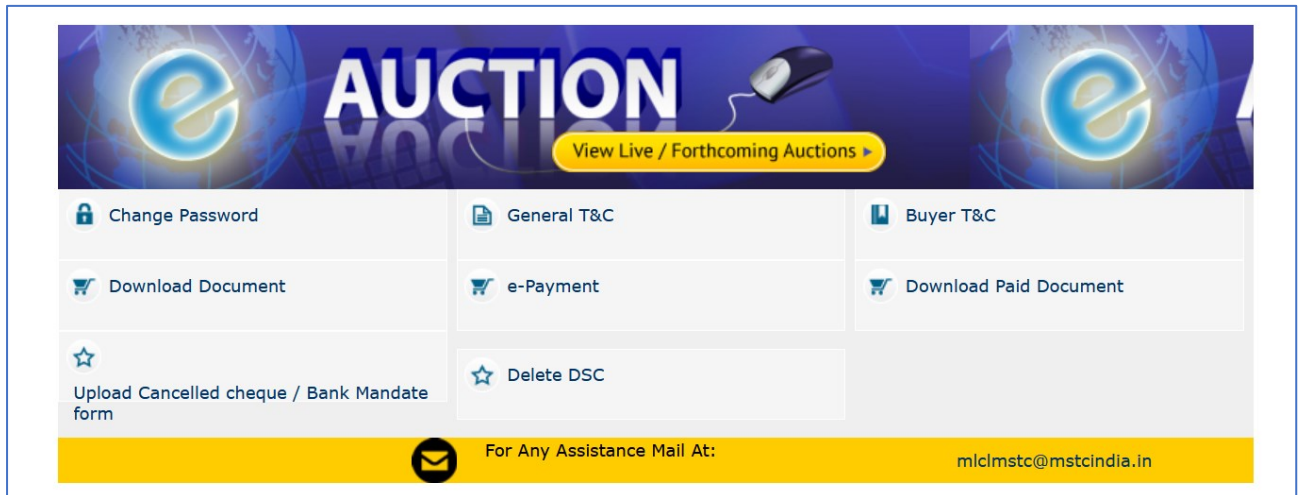 e AUCTION e
View Live / Forthcoming Auctions
Change Password
General T&C
Buyer T&C
Download Document
e-Payment
Download Paid Document
Upload Cancelled cheque / Bank Mandate
form
Delete DSC
For Any Assistance Mail At:
mlclmstc@mstcindia.in